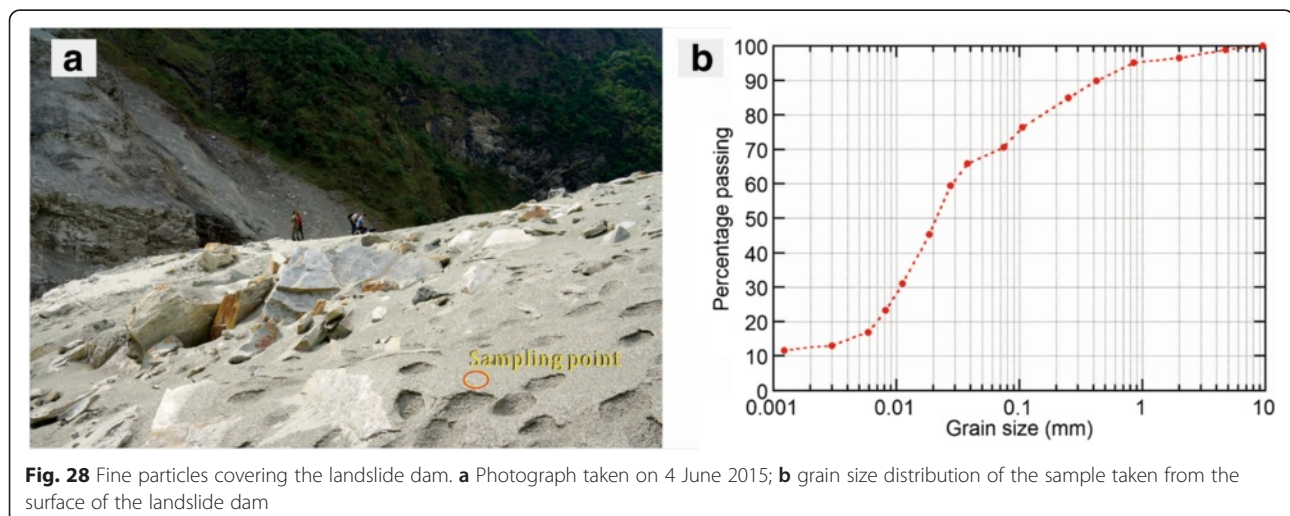 a
Sampling point
b
Percentage passing
100
90
80
70
60
50
40
30
20
10
0
0.001 0.01 0.1 1 10
Grain size (mm)
Fig. 28 Fine particles covering the landslide dam. a Photograph taken on 4 June 2015; b grain size distribution of the sample taken from the
surface of the landslide dam